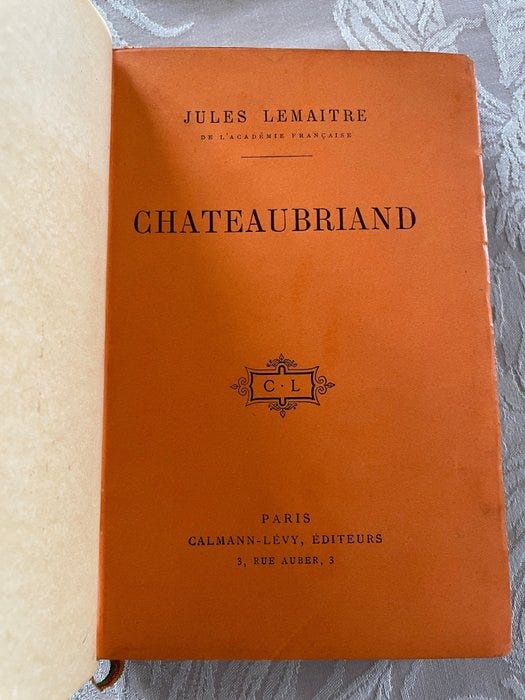 JULES LEMAITRE
DE L'ACADÉMIE FRANÇAISE
CHATEAUBRIAND
C · L
PARIS
CALMANN-LÉVY, ÉDITEURS
3, RUE AUBER, 3